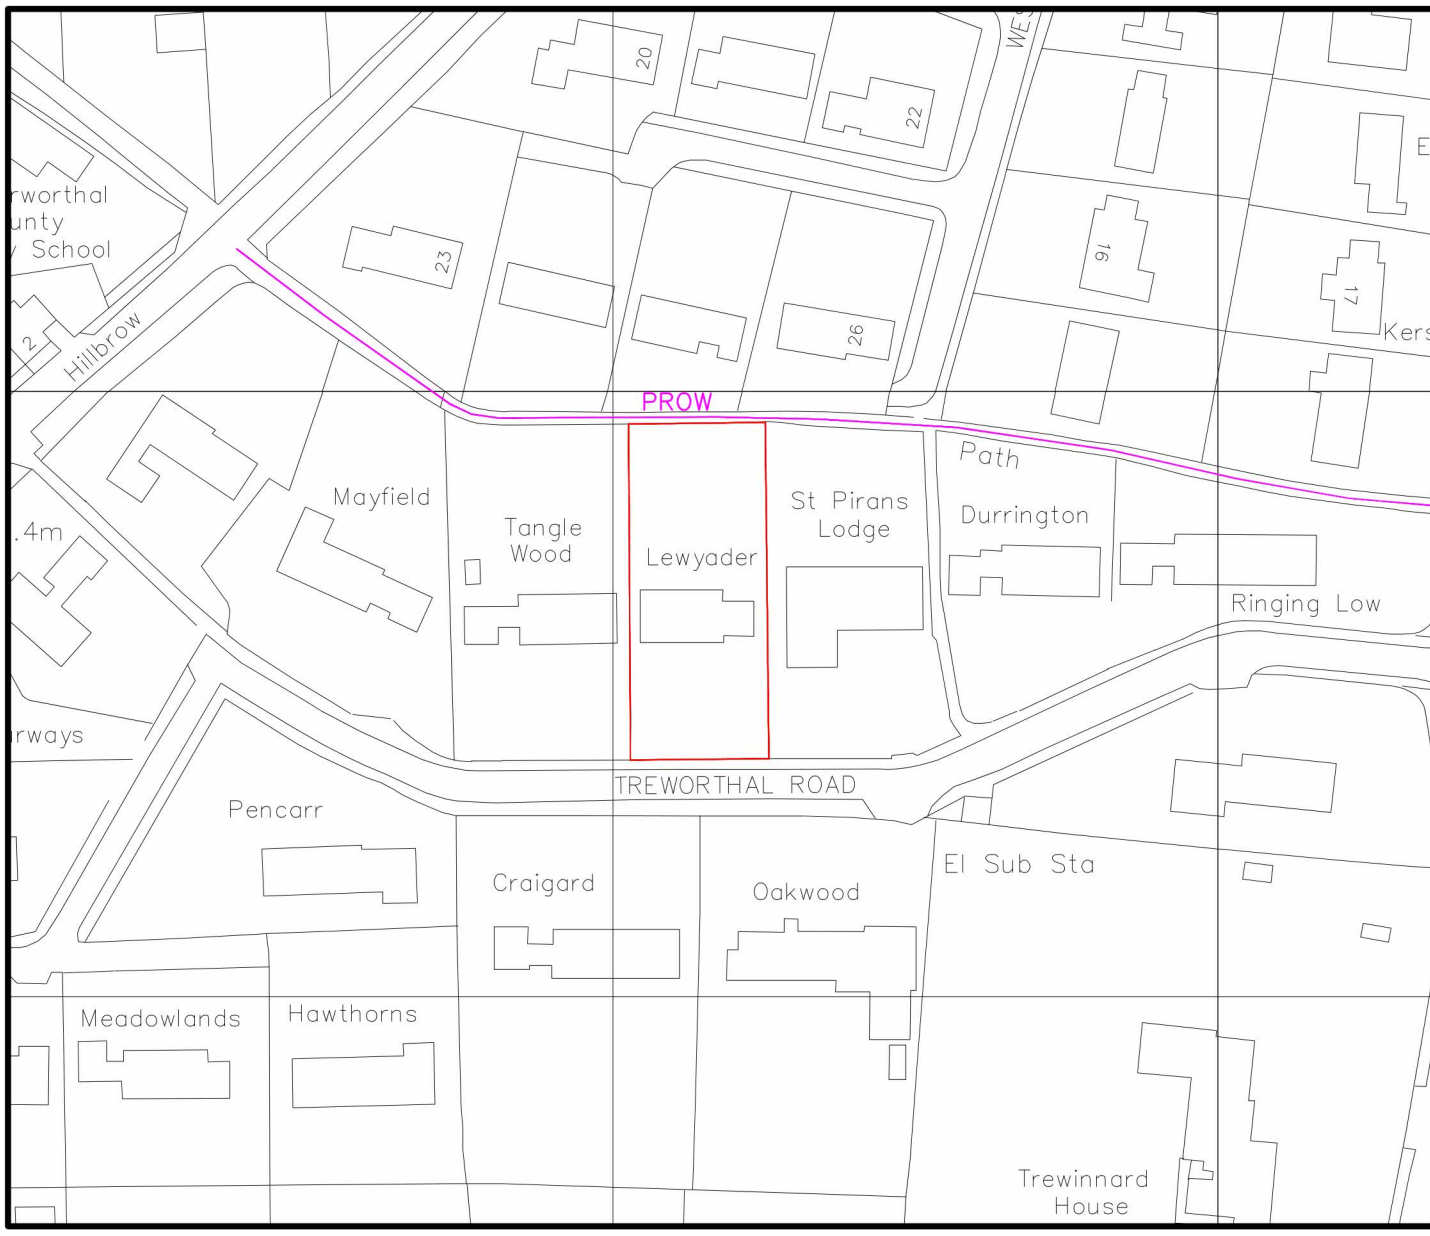 WES
20
22
rworthal
unty
y School
23
16
17
2
Hillbrow
26
Kers
PROW
Path
Mayfield
Tangle
Wood
Lewyader
St Pirans
Lodge
Durrington
.4m
Ringing Low
rways
TREWORTHAL ROAD
Pencarr
Craigard
Oakwood
El Sub Sta
Meadowlands
Hawthorns
Trewinnard
House